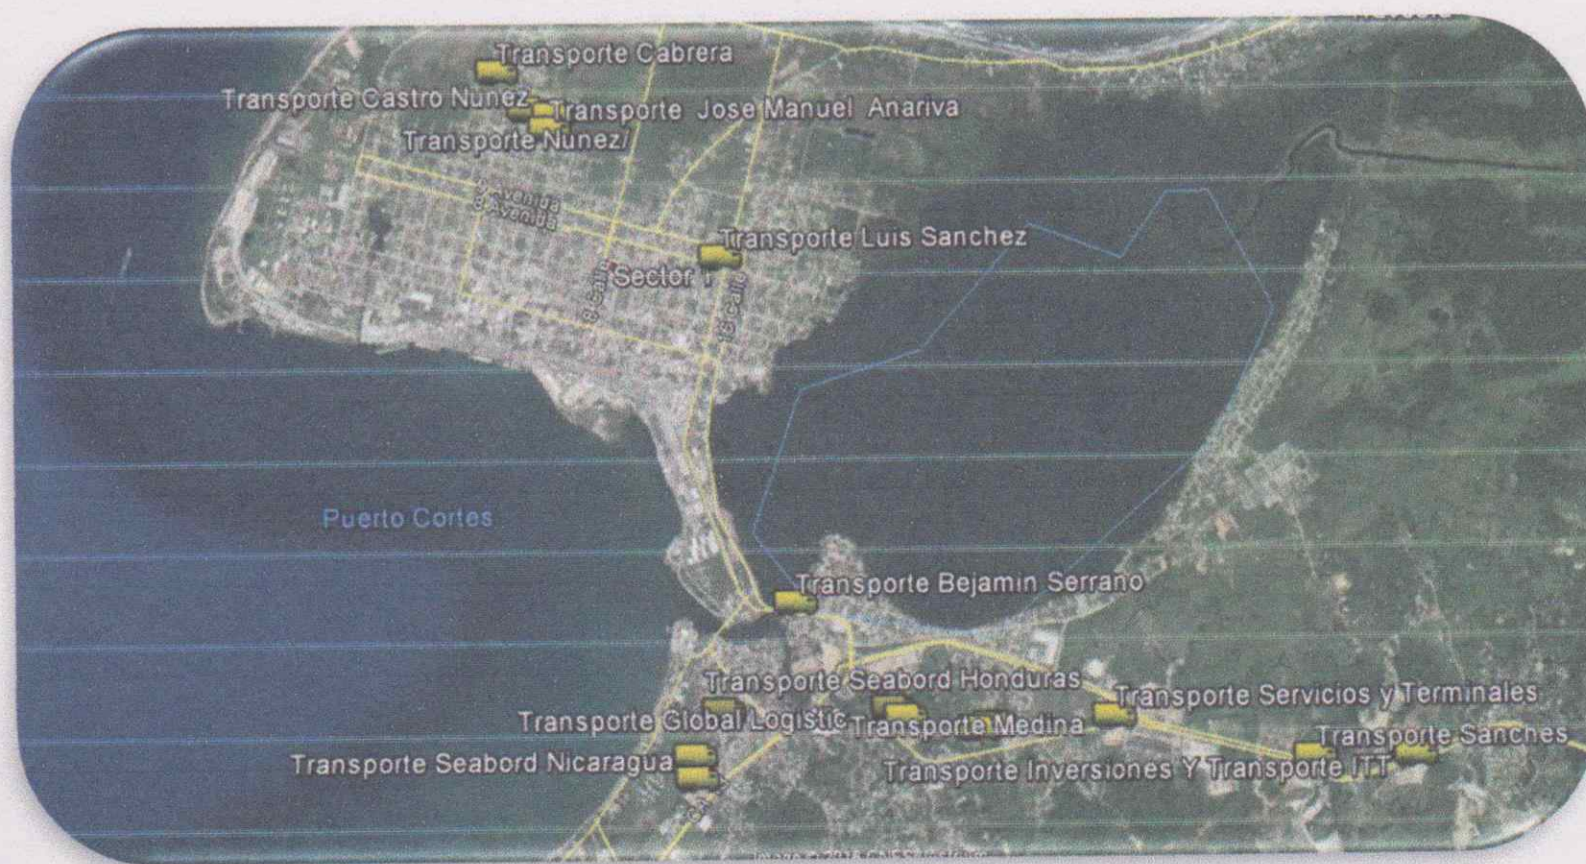 Transporte Cabrera
Transporte Castro Nunez
Transporte Jose Manuel Anariva
Transporte Nunez/
Avenida
3 Avenida
Transporte Luis Sanchez
Sector
8 Calle
Calle
Puerto Cortes
Transporte Bejamin Serrano
Transporte Seabord Honduras
Transporte Servicios y Terminales
Transporte Global Logistic
Transporte Medina
Transporte Sanches
Transporte Seabord Nicaragua
Transporte Inversiones Y Transporte ITT